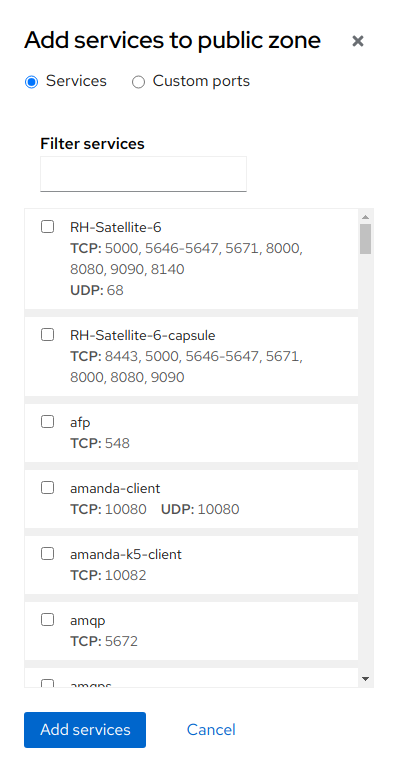 Add services to public zone
Services Custom ports
Filter services
RH-Satellite-6
TCP: 5000, 5646-5647, 5671, 8000,
8080, 9090, 8140
UDP: 68
RH-Satellite-6-capsule
TCP: 8443, 5000, 5646-5647, 5671,
8000, 8080, 9090
afp
TCP: 548
amanda-client
TCP: 10080 UDP: 10080
amanda-k5-client
TCP: 10082
amqp
TCP: 5672
amqps
Add services Cancel